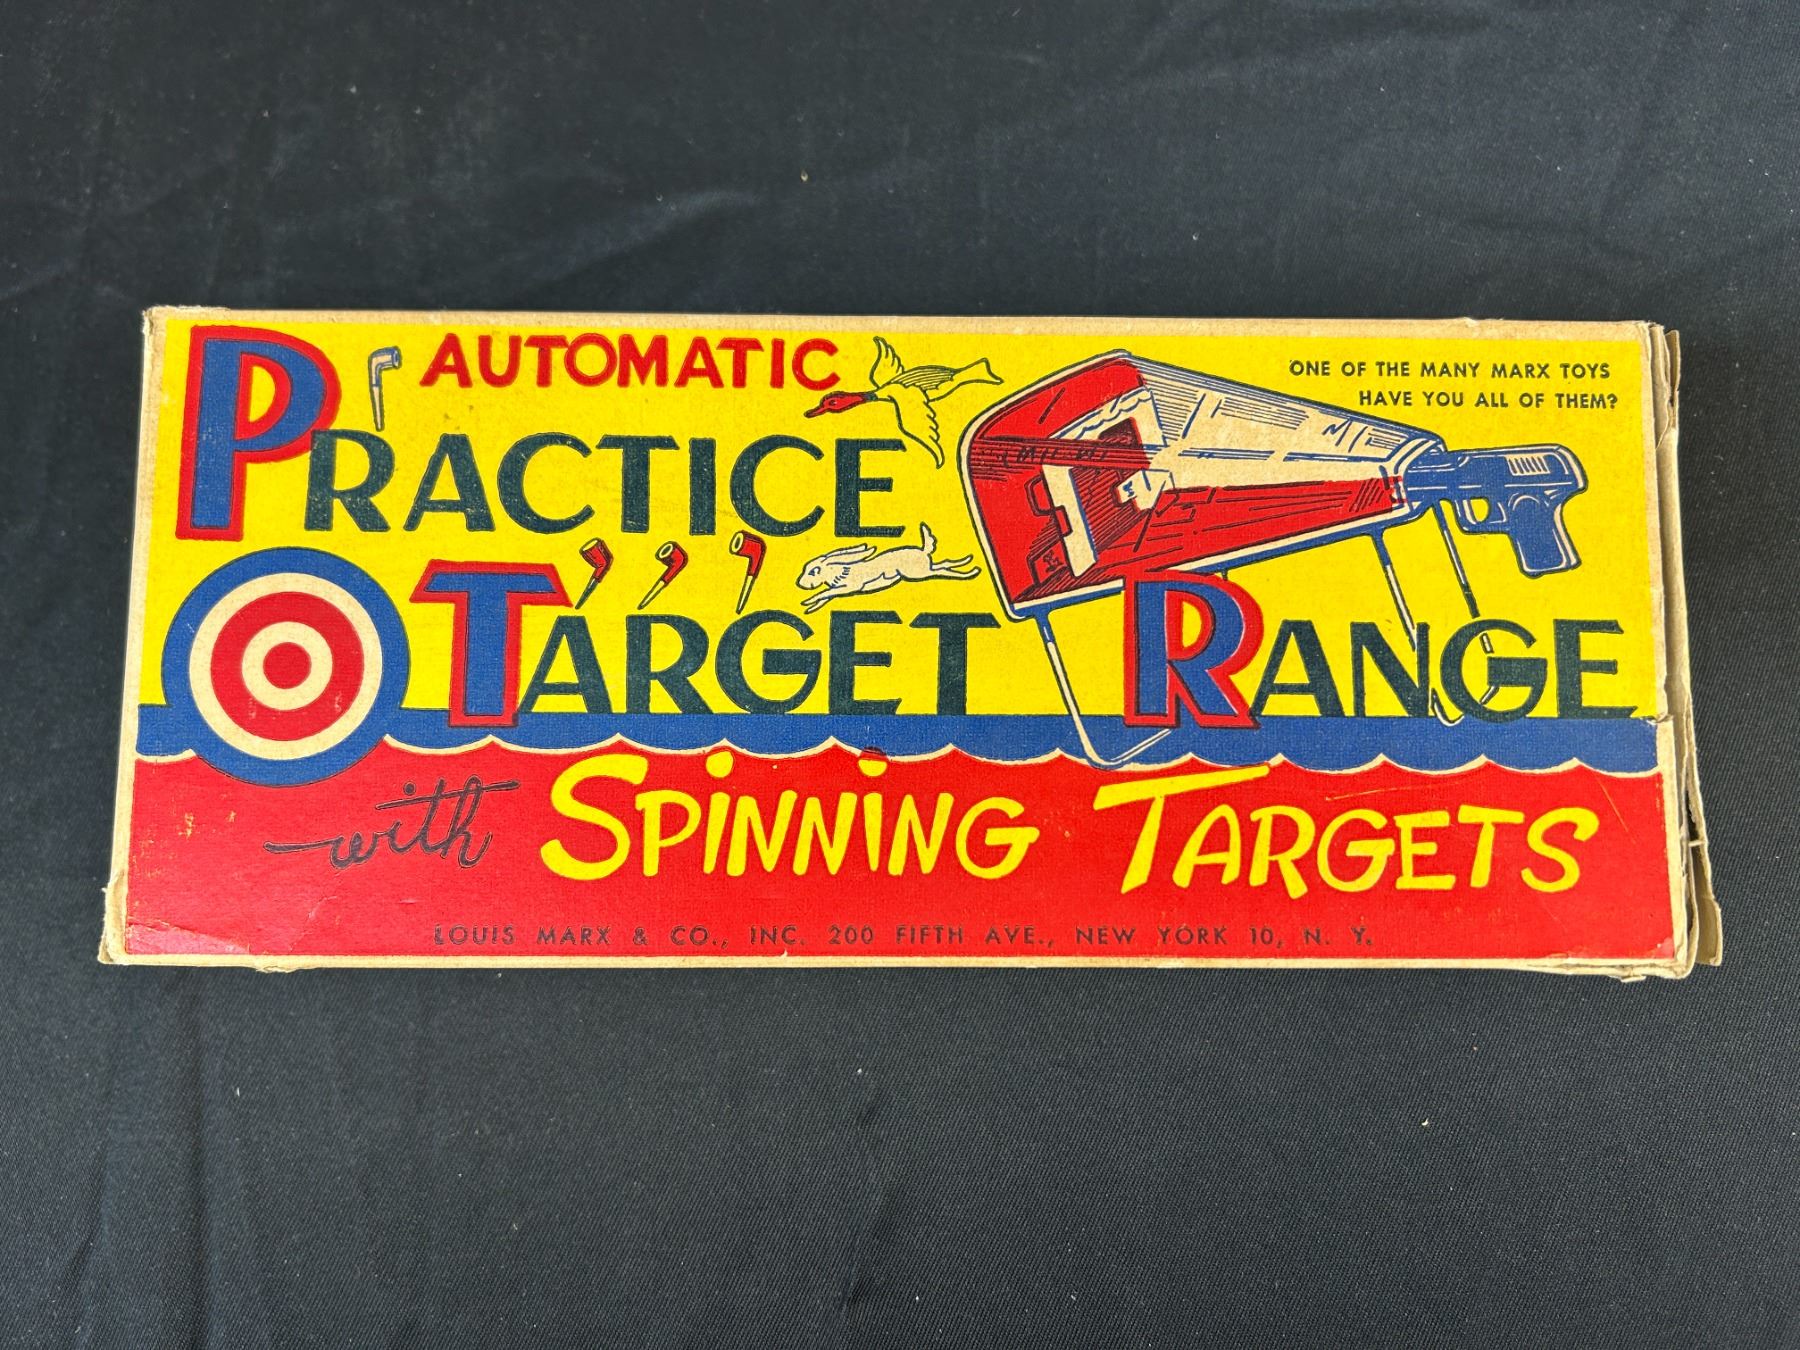 AUTOMATIC
ONE OF THE MANY MARX TOYS
HAVE YOU ALL OF THEM?
PRACTICE
TARGET RANGE
with SPINNING TARGETS
LOUIS MARX & CO., INC. 200 FIFTH AVE., NEW YORK 10, N. Y.